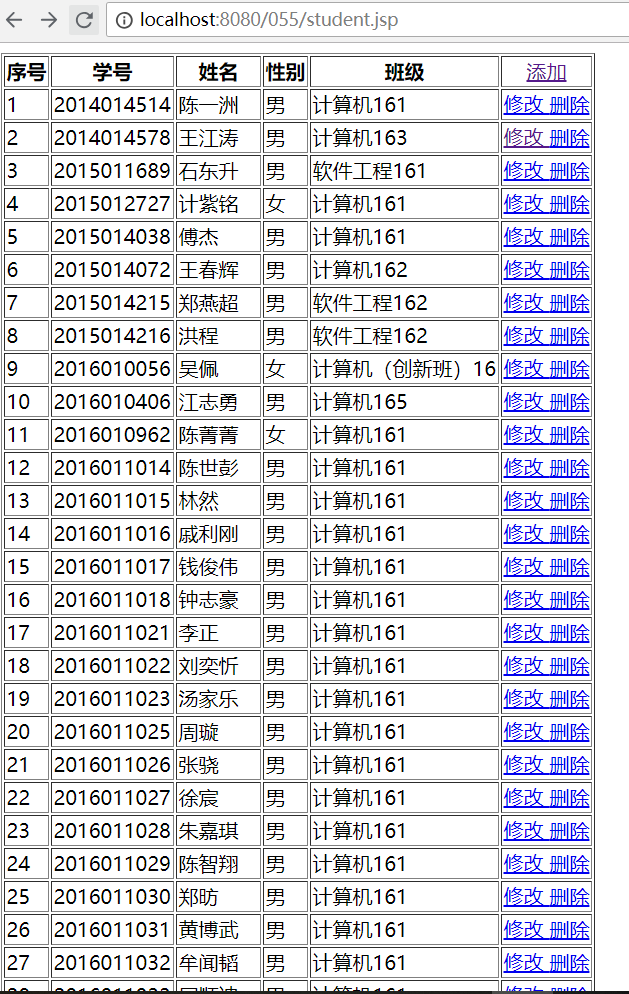 localhost:8080/055/student.jsp
序号 学号 姓名 性别 班级 添加
1 2014014514 陈一洲 男 计算机161 修改 删除
2 2014014578 王江涛 男 计算机163 修改 删除
3 2015011689 石东升 男 软件工程161 修改 删除
4 2015012727 计紫铭 女 计算机161 修改 删除
5 2015014038 傅杰 男 计算机161 修改 删除
6 2015014072 王春辉 男 计算机162 修改 删除
7 2015014215 郑燕超 男 软件工程162 修改 删除
8 2015014216 洪程 男 软件工程162 修改 删除
9 2016010056 吴佩 女 计算机（创新班）16 修改 删除
10 2016010406 江志勇 男 计算机165 修改 删除
11 2016010962 陈菁菁 女 计算机161 修改 删除
12 2016011014 陈世彭 男 计算机161 修改 删除
13 2016011015 林然 男 计算机161 修改 删除
14 2016011016 戚利刚 男 计算机161 修改 删除
15 2016011017 钱俊伟 男 计算机161 修改 删除
16 2016011018 钟志豪 男 计算机161 修改 删除
17 2016011021 李正 男 计算机161 修改 删除
18 2016011022 刘奕忻 男 计算机161 修改 删除
19 2016011023 汤家乐 男 计算机161 修改 删除
20 2016011025 周璇 男 计算机161 修改 删除
21 2016011026 张骁 男 计算机161 修改 删除
22 2016011027 徐宸 男 计算机161 修改 删除
23 2016011028 朱嘉琪 男 计算机161 修改 删除
24 2016011029 陈智翔 男 计算机161 修改 删除
25 2016011030 郑昉 男 计算机161 修改 删除
26 2016011031 黄博武 男 计算机161 修改 删除
27 2016011032 牟闻韬 男 计算机161 修改 删除